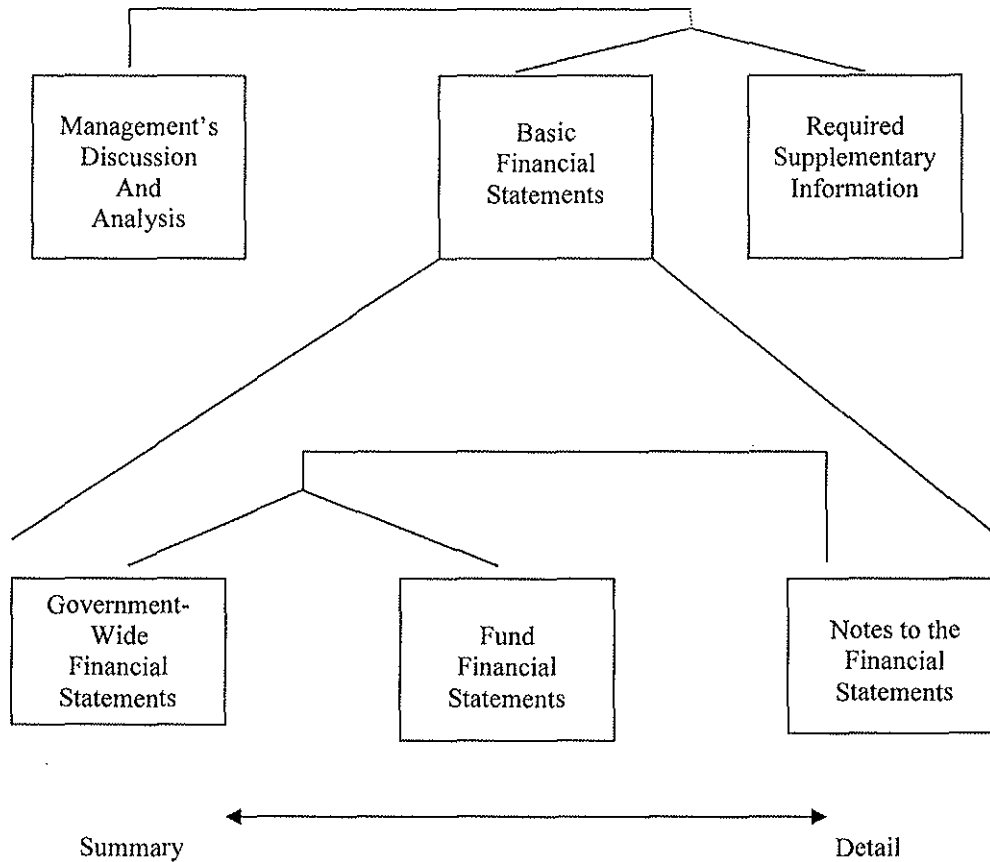 Management's
Discussion
And
Analysis
Basic
Financial
Statements
Required
Supplementary
Information
Government-
Wide
Financial
Statements
Fund
Financial
Statements
Notes to the
Financial
Statements
Summary
Detail